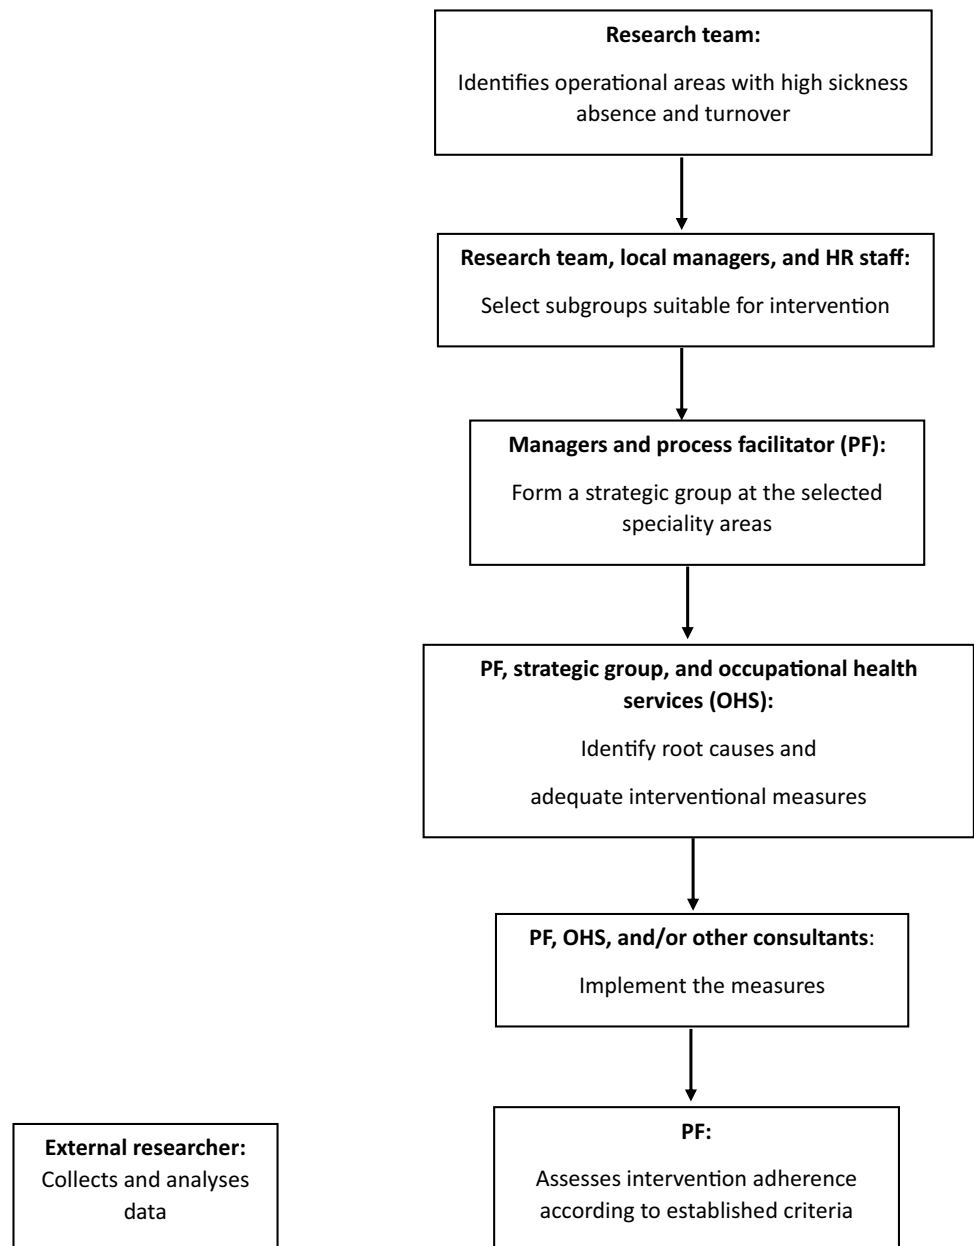 Research team:
Identifies operational areas with high sickness
absence and turnover
Research team, local managers, and HR staff:
Select subgroups suitable for intervention
Managers and process facilitator (PF):
Form a strategic group at the selected
speciality areas
PF, strategic group, and occupational health
services (OHS):
Identify root causes and
adequate interventional measures
PF, OHS, and/or other consultants:
Implement the measures
External researcher:
Collects and analyses
data
PF:
Assesses intervention adherence
according to established criteria